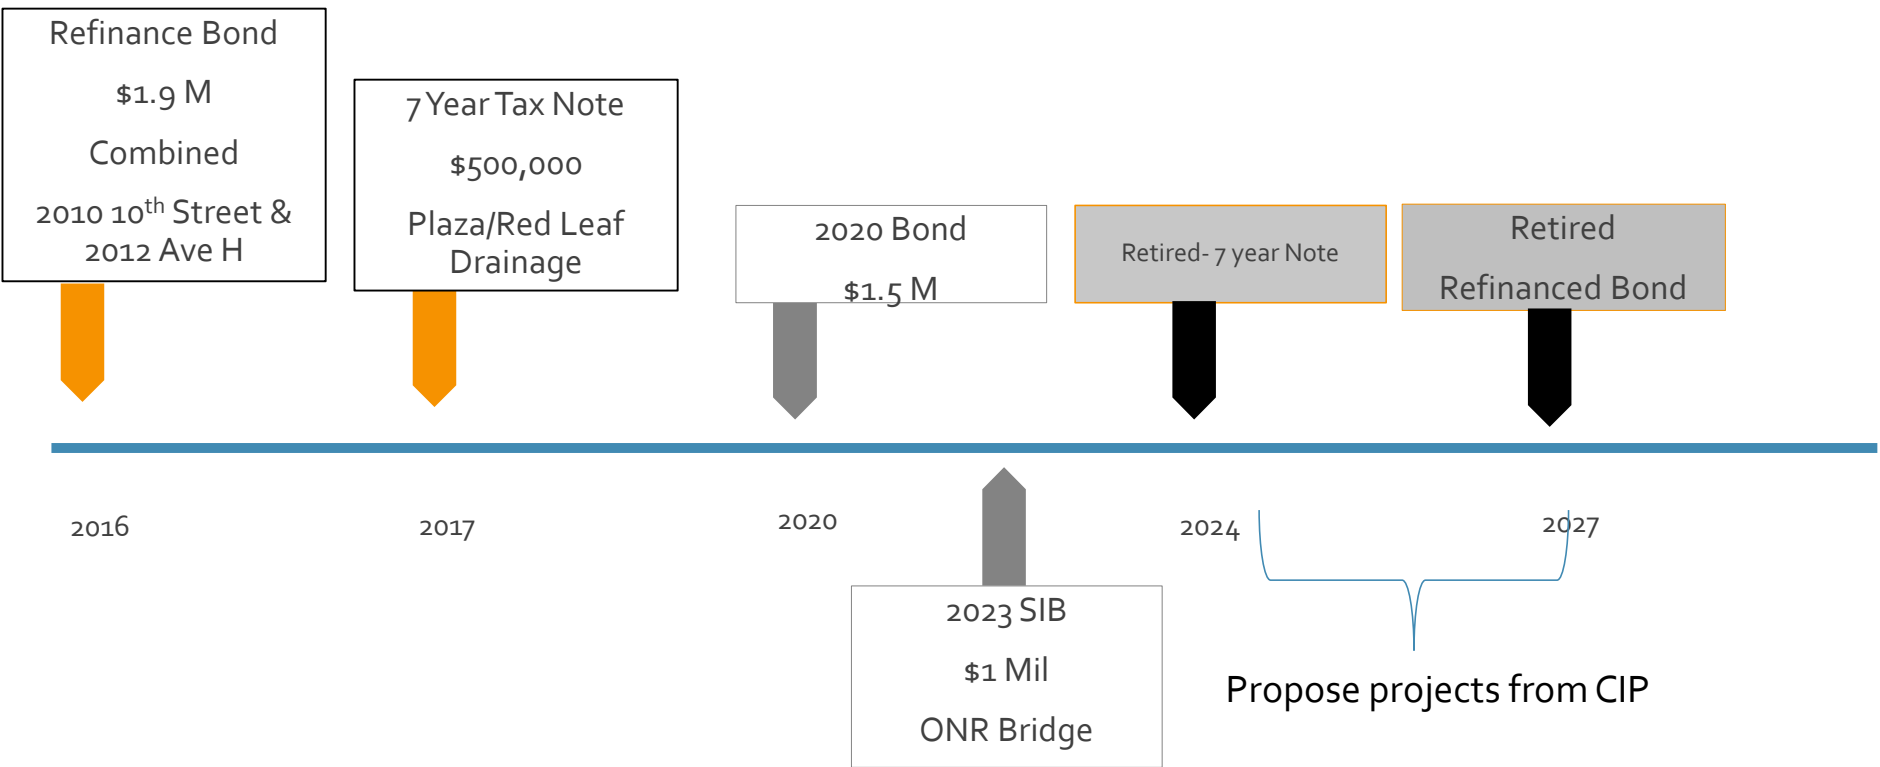 Refinance Bond
$1.9 M
Combined
2010 10th Street &
2012 Ave H
7 Year Tax Note
$500,000
Plaza/Red Leaf
Drainage
2020 Bond
$1.5 M
Retired- 7 year Note
Retired
Refinanced Bond
2016
2017
2020
2024
2027
2023 SIB
$1 Mil
ONR Bridge
Propose projects from CIP